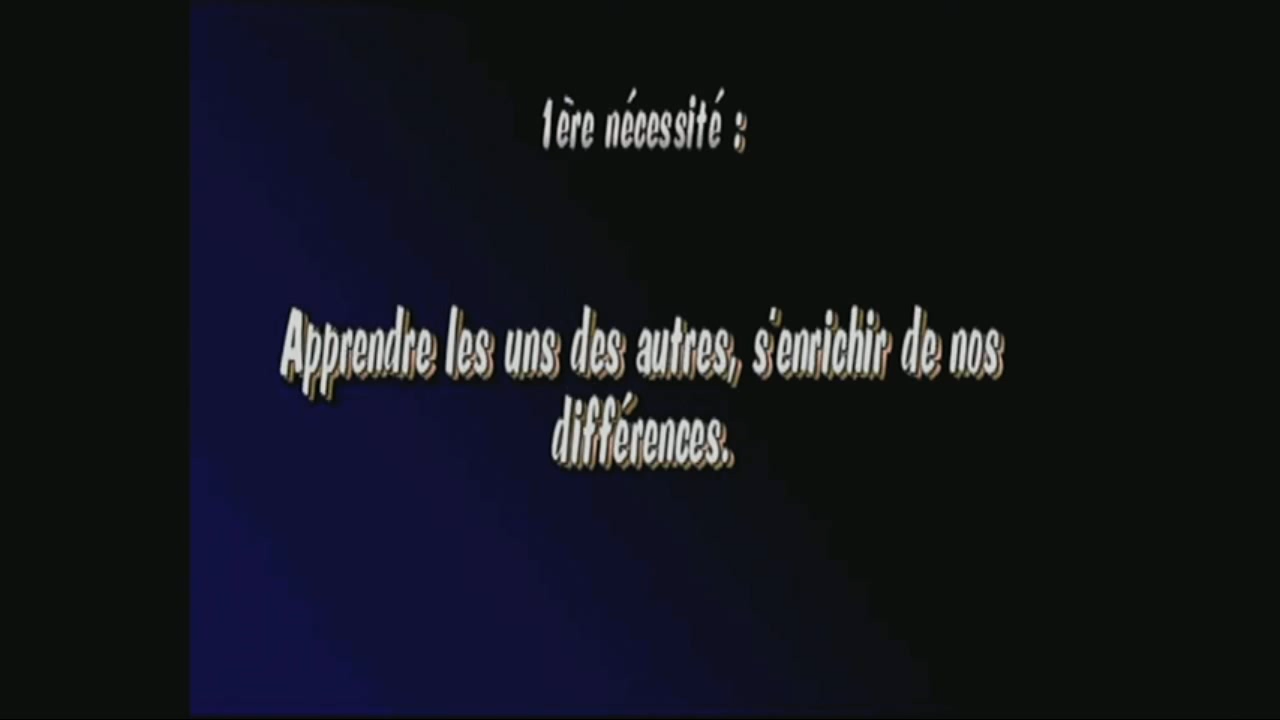 1ère nécessité :
Apprendre les uns des autres, s'enrichir de nos
différences.